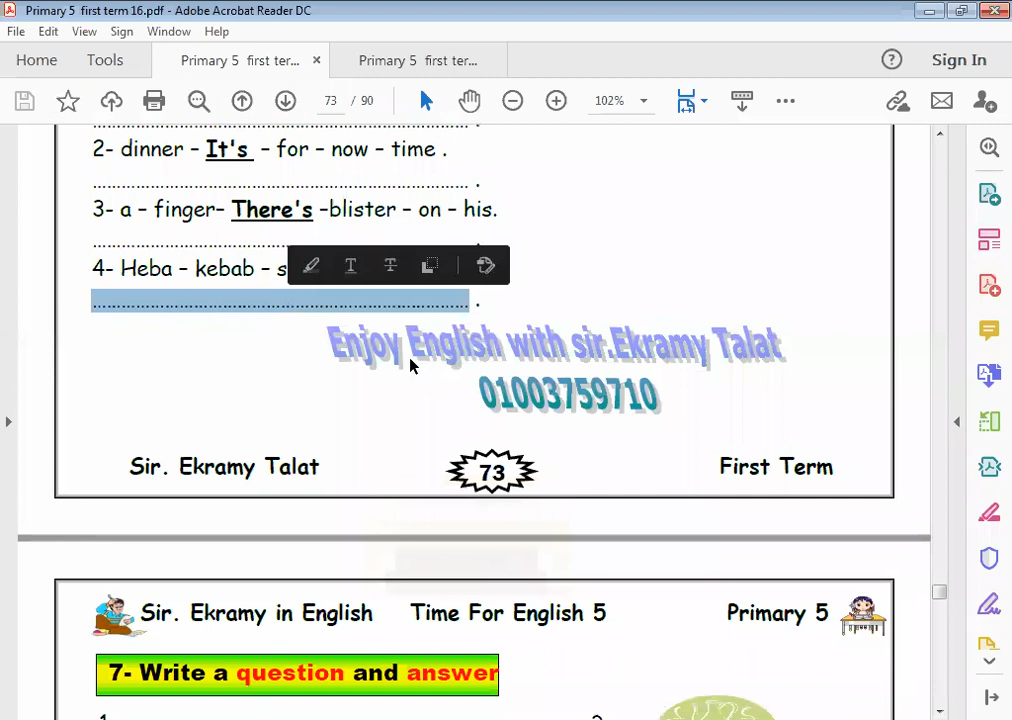 Primary 5 first term 16.pdf - Adobe Acrobat Reader DC
File Edit View Sign Window Help
Home Tools Primary 5 first ter... × Primary 5 first ter... Sign In
73 / 90 102%
2- dinner – It's – for – now – time .
.......................................................................... .
3- a – finger– There's –blister – on – his.
4- Heba – kebab – s
.......................................................................... .
Enjoy English with sir.Ekramy Talat
01003759710
Sir. Ekramy Talat 73 First Term
Sir. Ekramy in English Time For English 5 Primary 5
7- Write a question and answer